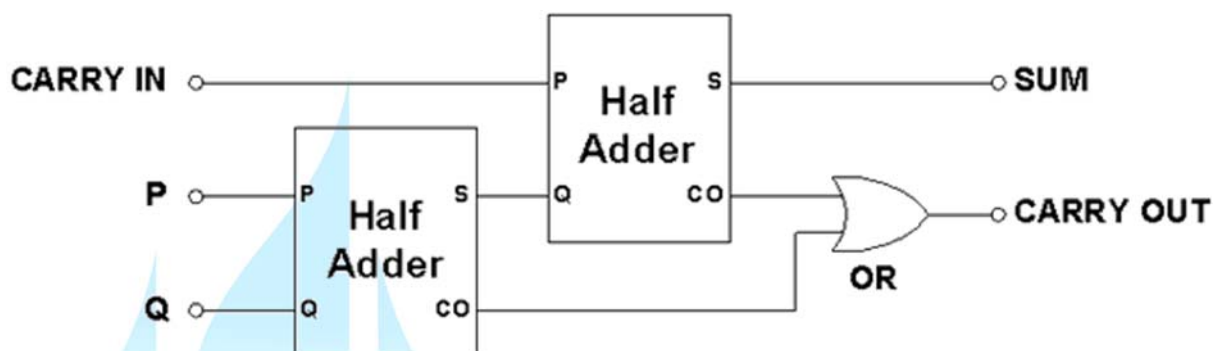 CARRY IN
P
Half
Adder
S
SUM
Q
CO
P
P
Half
Adder
S
Q
Q
CO
OR
CARRY OUT